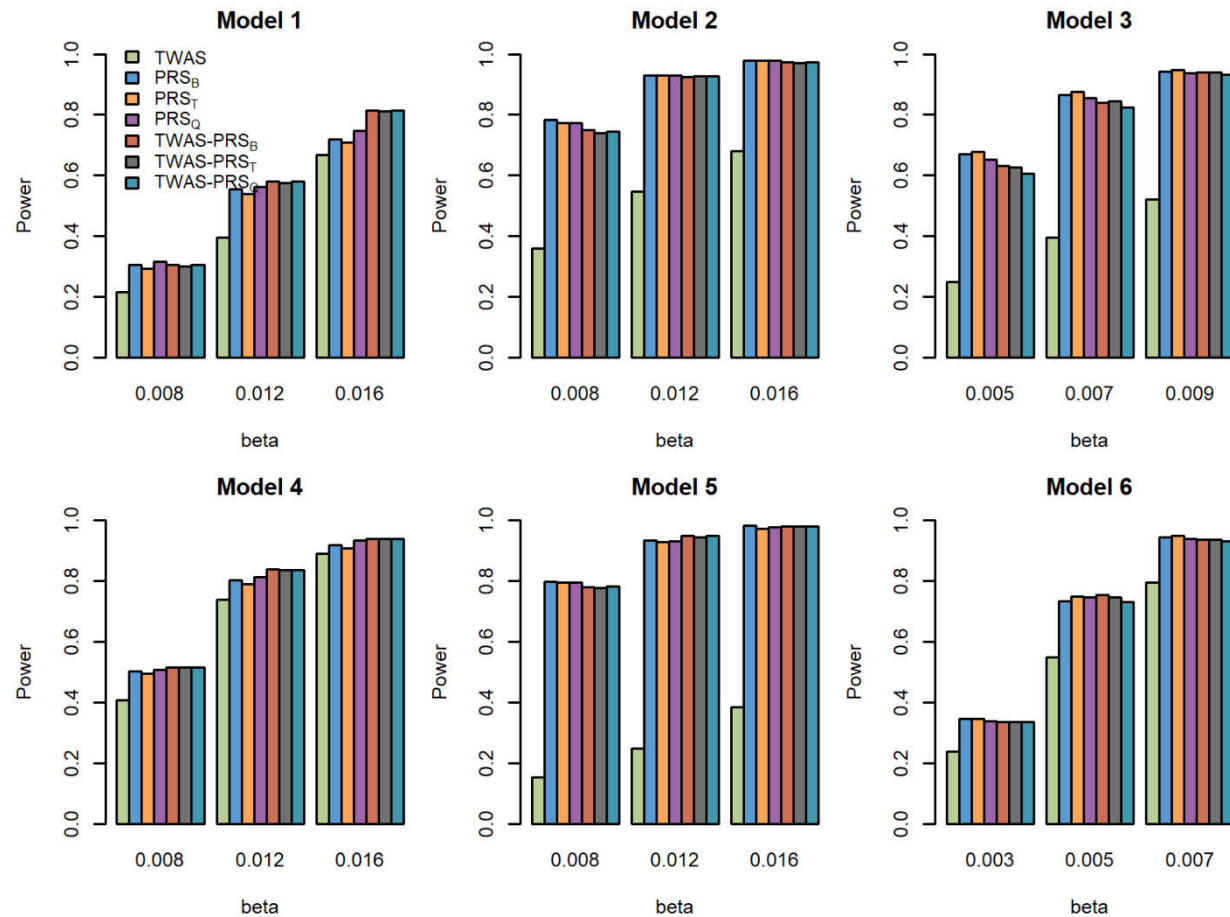 Model 1
Power
0.0 0.2 0.4 0.6 0.8 1.0
TWAS
PRS_B
PRS_T
PRS_Q
TWAS-PRS_B
TWAS-PRS_T
TWAS-PRS_Q
0.008 0.012 0.016
beta
Model 2
Power
0.0 0.2 0.4 0.6 0.8 1.0
0.008 0.012 0.016
beta
Model 3
Power
0.0 0.2 0.4 0.6 0.8 1.0
0.005 0.007 0.009
beta
Model 4
Power
0.0 0.2 0.4 0.6 0.8 1.0
0.008 0.012 0.016
beta
Model 5
Power
0.0 0.2 0.4 0.6 0.8 1.0
0.008 0.012 0.016
beta
Model 6
Power
0.0 0.2 0.4 0.6 0.8 1.0
0.003 0.005 0.007
beta